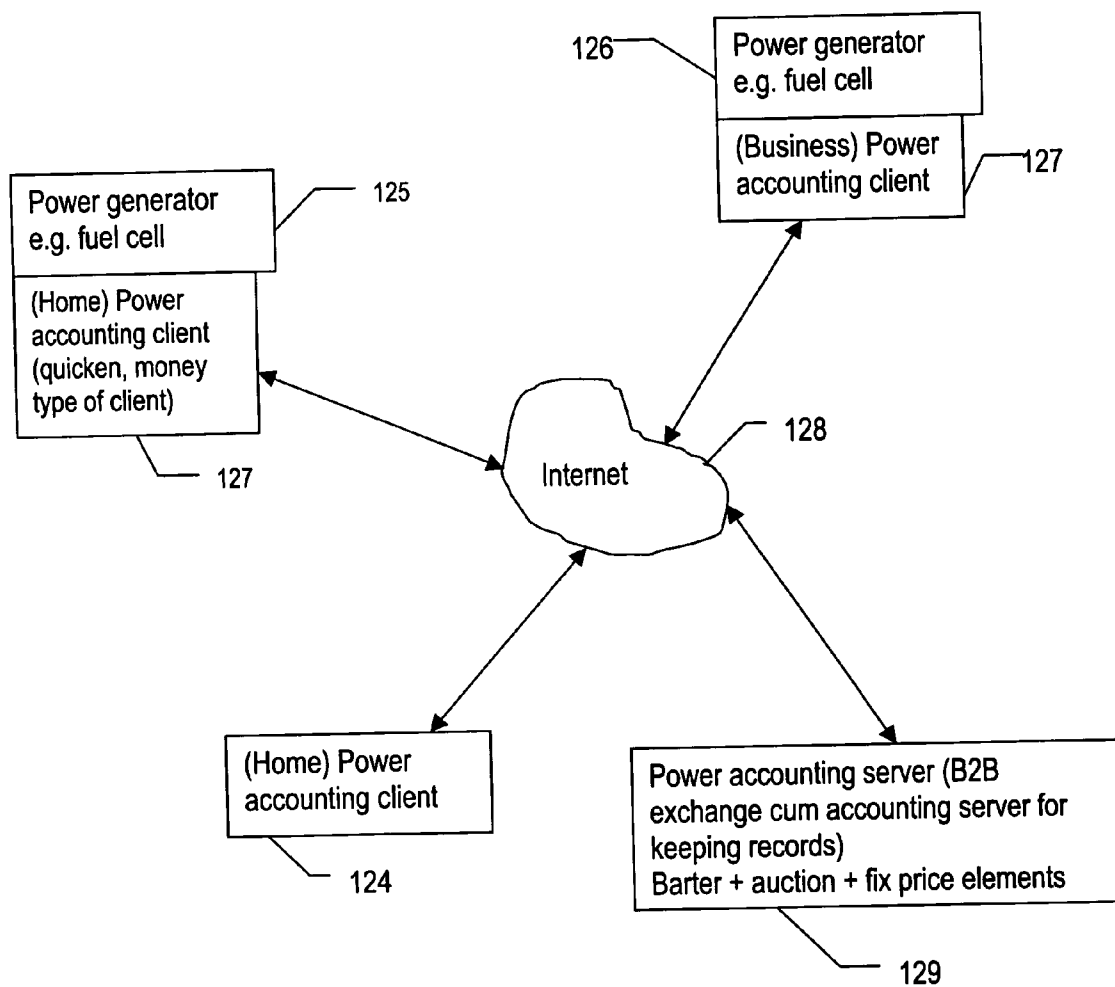 126
Power generator
e.g. fuel cell
(Business) Power
accounting client
127
Power generator
e.g. fuel cell
125
(Home) Power
accounting client
(quicken, money
type of client)
127
Internet
128
(Home) Power
accounting client
124
Power accounting server (B2B
exchange cum accounting server for
keeping records)
Barter + auction + fix price elements
129